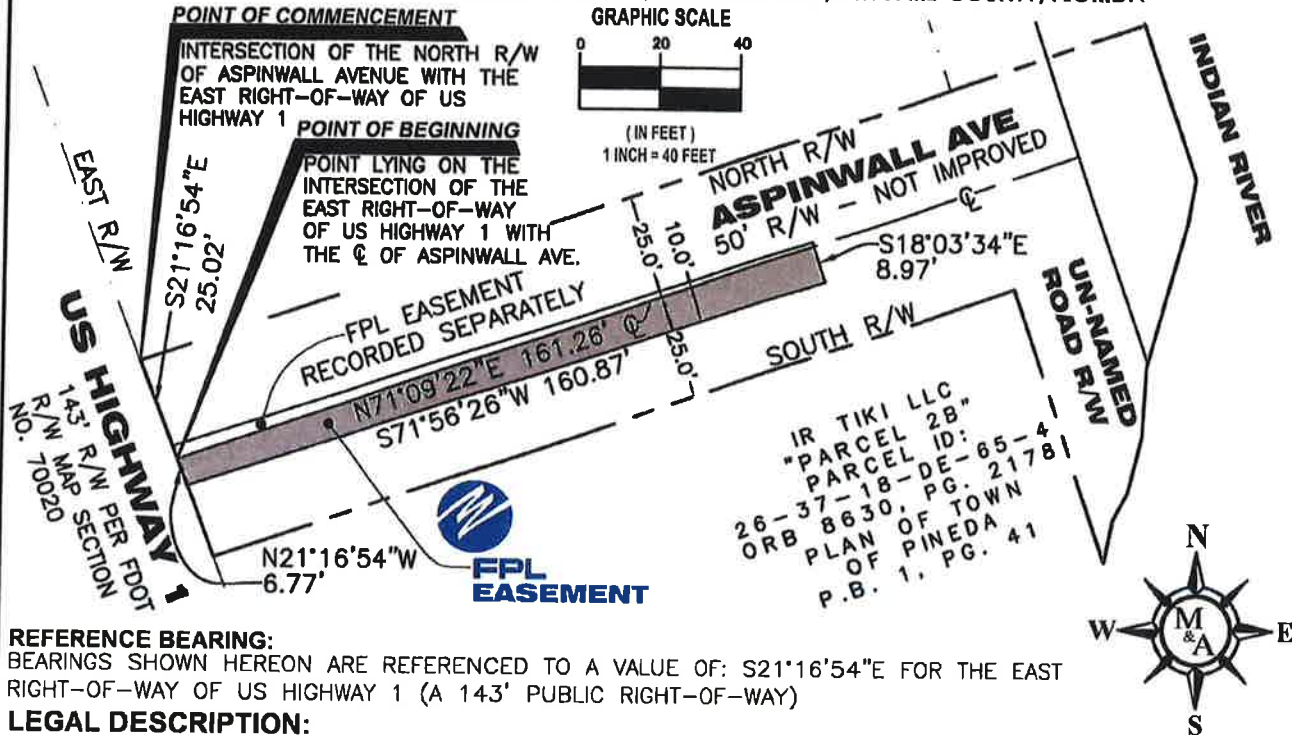 POINT OF COMMENCEMENT
INTERSECTION OF THE NORTH R/W
OF ASPINWALL AVENUE WITH THE
EAST RIGHT-OF-WAY OF US
HIGHWAY 1
POINT OF BEGINNING
POINT LYING ON THE
INTERSECTION OF THE
EAST RIGHT-OF-WAY
OF US HIGHWAY 1 WITH
THE ℄ OF ASPINWALL AVE.
GRAPHIC SCALE
0 20 40
( IN FEET )
1 INCH = 40 FEET
EAST R/W
S21°16'54"E
25.02'
US HIGHWAY 1
143' R/W PER FDOT
R/W MAP SECTION
NO. 70020
NORTH R/W
ASPINWALL AVE
50' R/W - NOT IMPROVED
℄
25.0'
10.0'
25.0'
S18°03'34"E
8.97'
INDIAN RIVER
UN-NAMED
ROAD R/W
FPL EASEMENT
RECORDED SEPARATELY
N71°09'22"E 161.26' ℄
S71°56'26"W 160.87'
SOUTH R/W
N21°16'54"W
6.77'
FPL
EASEMENT
IR TIKI LLC
"PARCEL 2B"
PARCEL ID:
26-37-18-DE-65-4
ORB 8630, PG. 2178
PLAN OF TOWN
OF PINEDA
P.B. 1, PG. 41
N
W
M
&
A
E
S
REFERENCE BEARING:
BEARINGS SHOWN HEREON ARE REFERENCED TO A VALUE OF: S21°16'54"E FOR THE EAST
RIGHT-OF-WAY OF US HIGHWAY 1 (A 143' PUBLIC RIGHT-OF-WAY)
LEGAL DESCRIPTION: